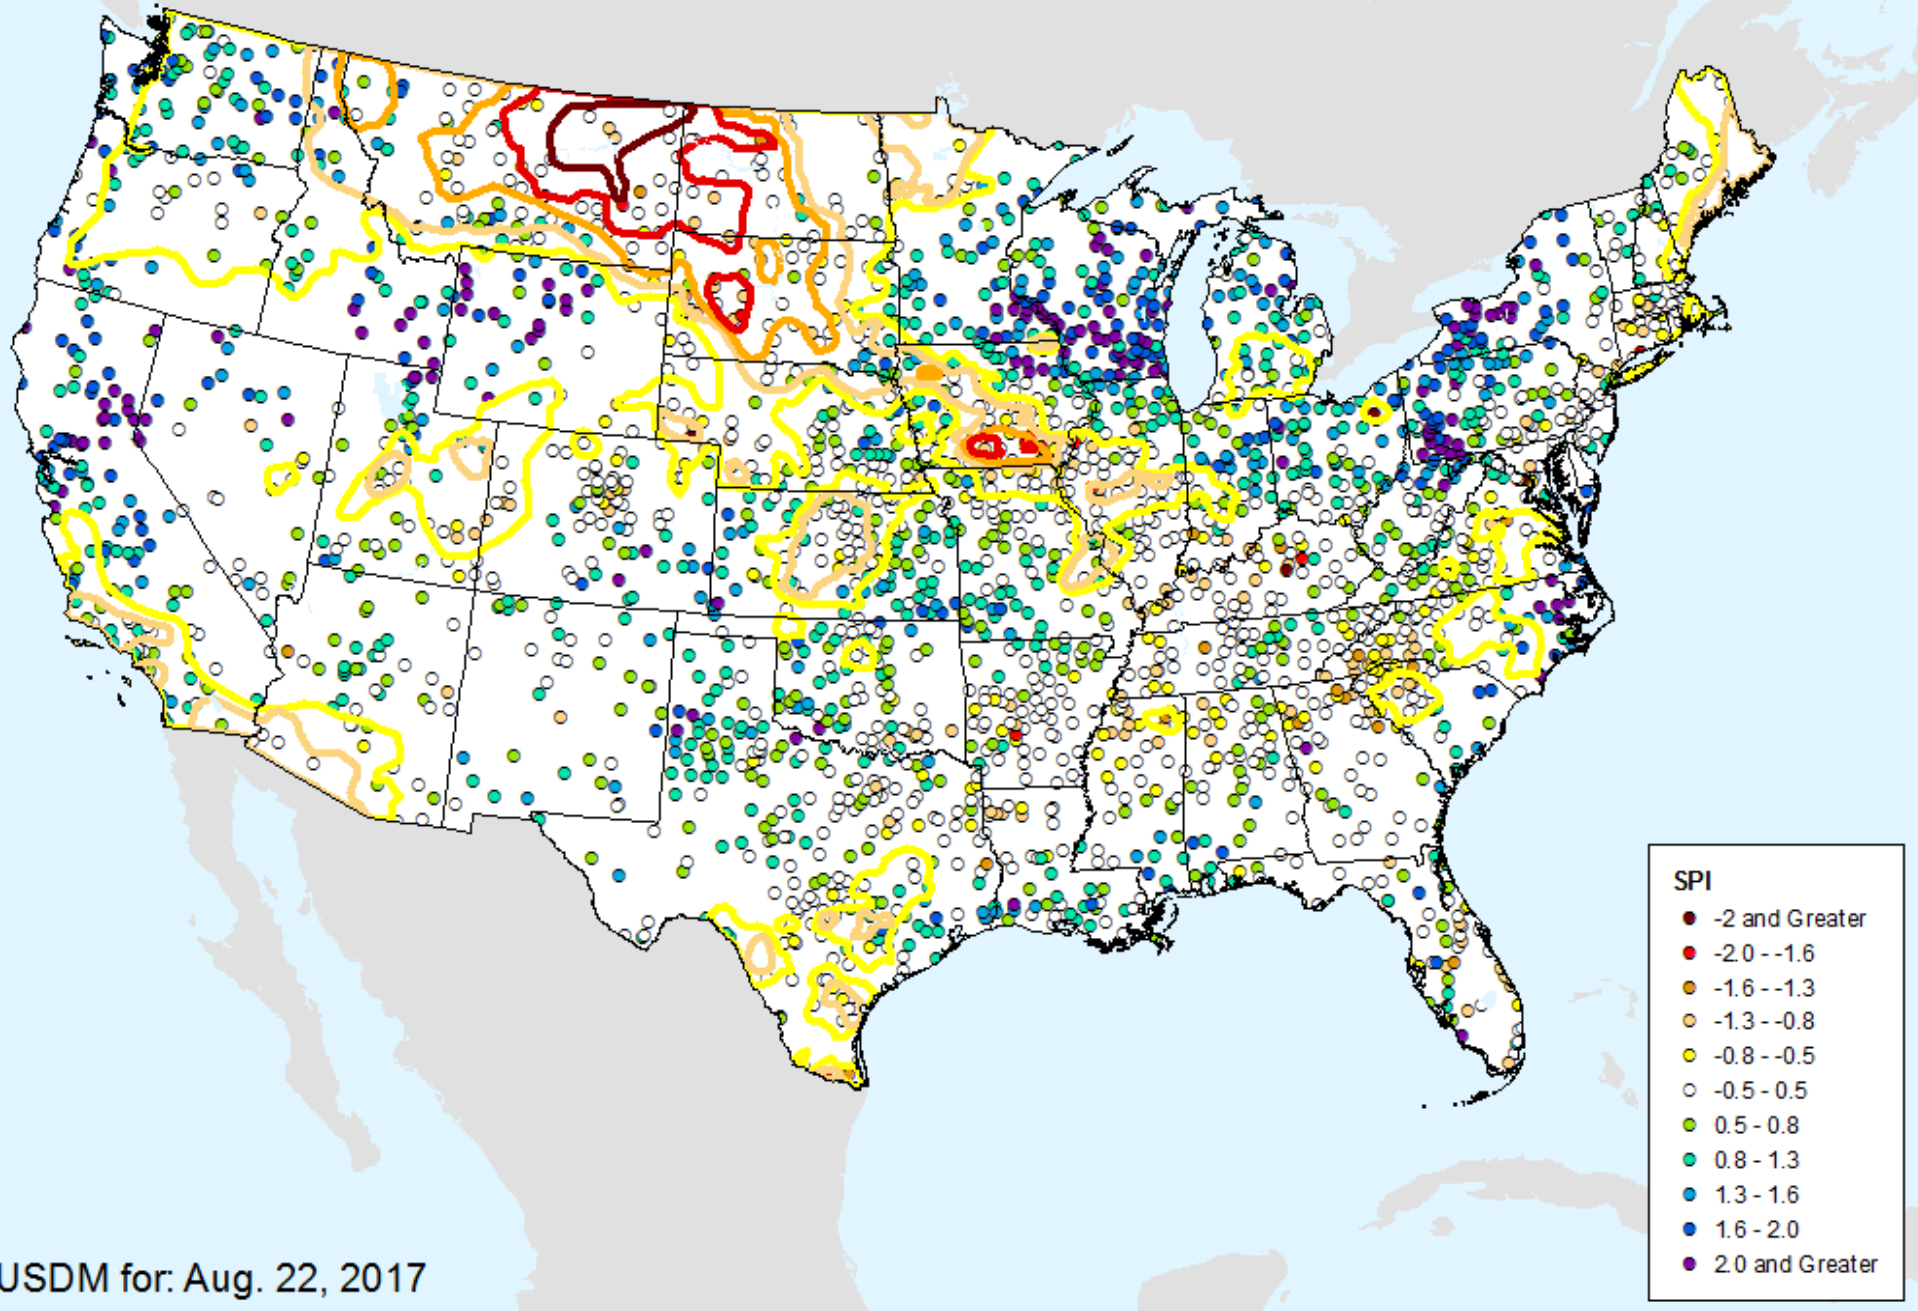 SPI
-2 and Greater
-2.0 - -1.6
-1.6 - -1.3
-1.3 - -0.8
-0.8 - -0.5
-0.5 - 0.5
0.5 - 0.8
0.8 - 1.3
1.3 - 1.6
1.6 - 2.0
2.0 and Greater
USDM for: Aug. 22, 2017